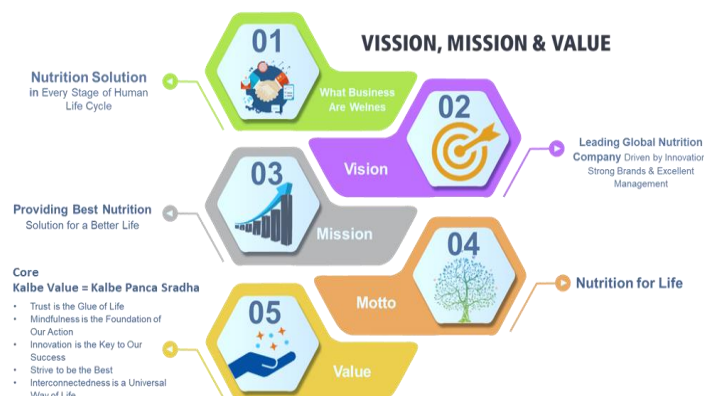 VISSION, MISSION & VALUE
01
What Business
Are Welnes
Nutrition Solution
in Every Stage of Human
Life Cycle
02
Vision
Leading Global Nutrition
Company Driven by Innovation
Strong Brands & Excellent
Management
03
Mission
Providing Best Nutrition
Solution for a Better Life
04
Motto
Nutrition for Life
05
Value
Core
Kalbe Value = Kalbe Panca Sradha
• Trust is the Glue of Life
• Mindfulness is the Foundation of
Our Action
• Innovation is the Key to Our
Success
• Strive to be the Best
• Interconnectedness is a Universal
Way of Life